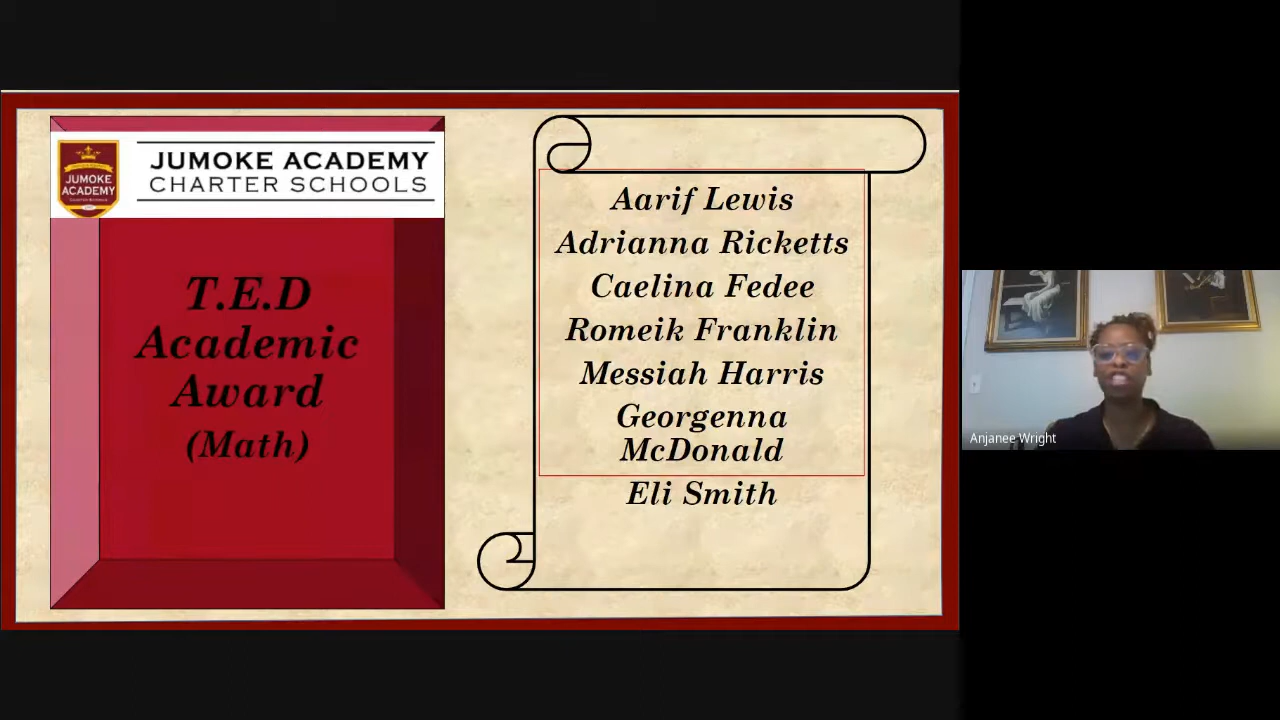 JUMOKE ACADEMY
CHARTER SCHOOLS
JUMOKE
ACADEMY
T.E.D
Academic
Award
(Math)
Aarif Lewis
Adrianna Ricketts
Caelina Fedee
Romeik Franklin
Messiah Harris
Georgenna
McDonald
Eli Smith
Anjanee Wright